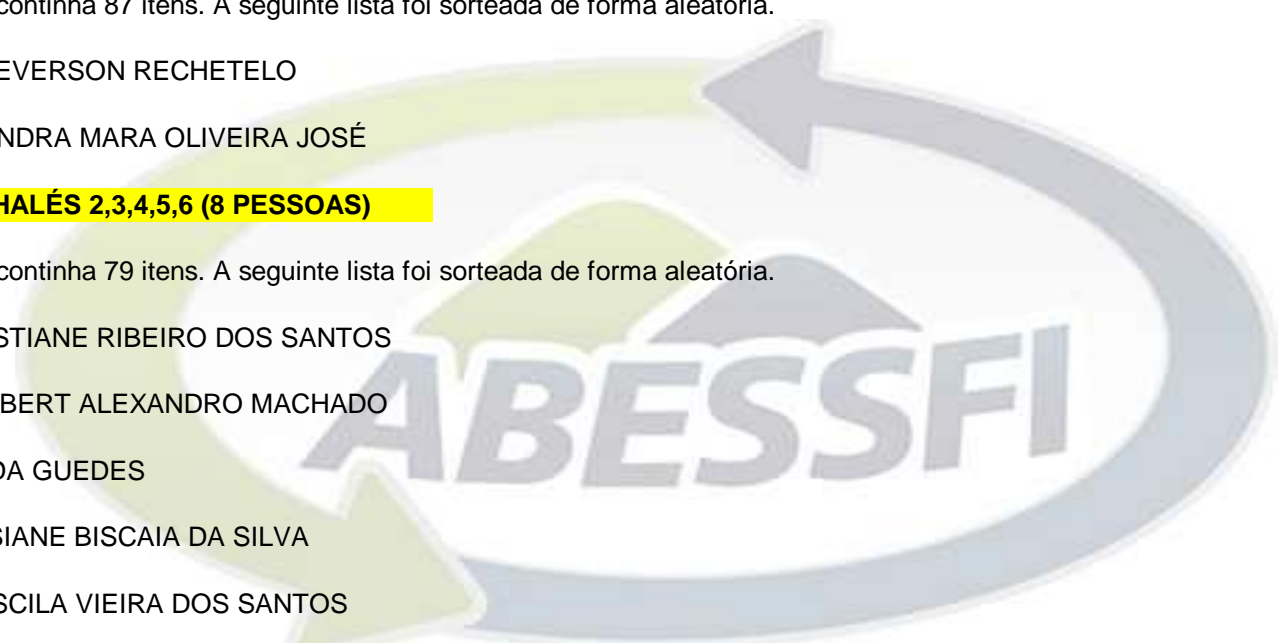 continha 87 itens. A seguinte lista foi sorteada de forma aleatória.
EVERSON RECHETELO
NDRA MARA OLIVEIRA JOSÉ
HALÉS 2,3,4,5,6 (8 PESSOAS)
continha 79 itens. A seguinte lista foi sorteada de forma aleatória.
STIANE RIBEIRO DOS SANTOS
BERT ALEXANDRO MACHADO
DA GUEDES
SIANE BISCAIA DA SILVA
SCILA VIEIRA DOS SANTOS
ABESSFI